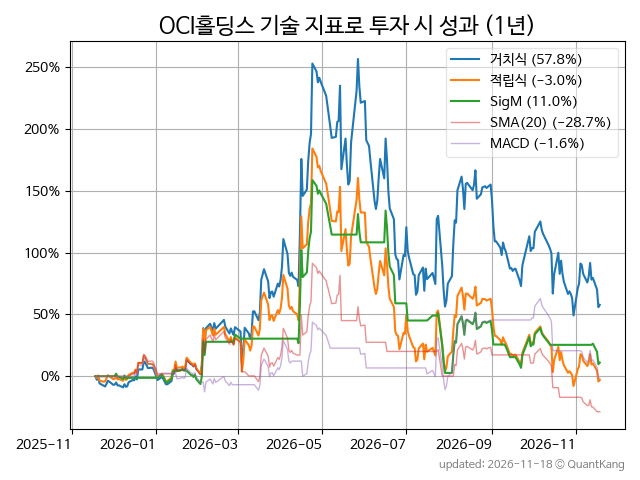 OCI홀딩스 기술 지표로 투자 시 성과 (1년)
거치식 (57.8%)
적립식 (−3.0%)
SigM (11.0%)
SMA(20) (−28.7%)
MACD (−1.6%)
250%
200%
150%
100%
50%
0%
2025-11 2026-01 2026-03 2026-05 2026-07 2026-09 2026-11
updated: 2026-11-18 © QuantKang